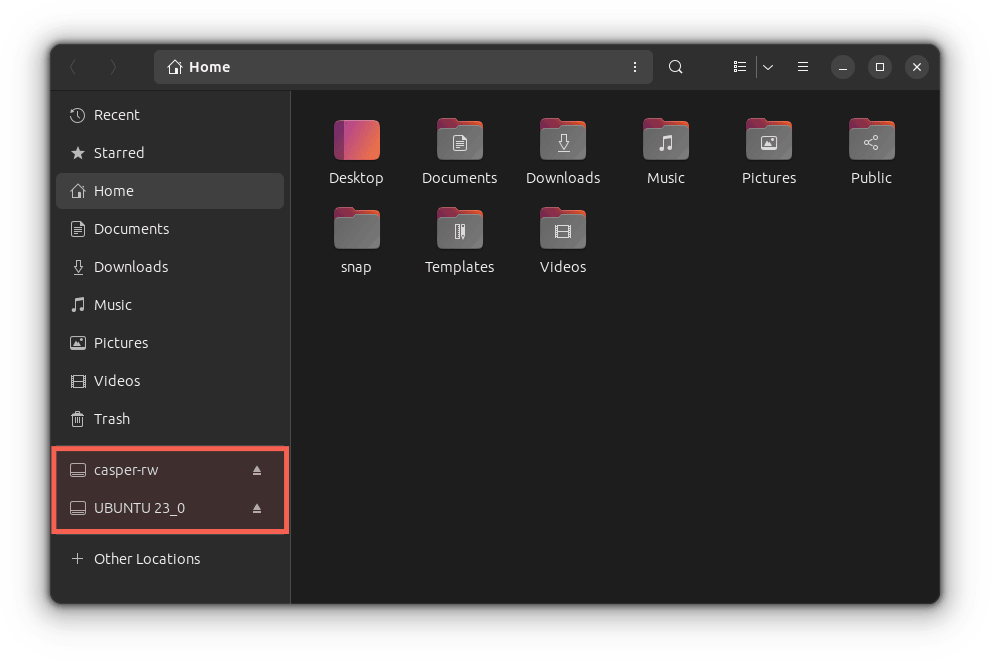 Home
Recent
Starred
Home
Documents
Downloads
Music
Pictures
Videos
Trash
casper-rw
UBUNTU 23_0
Other Locations
Desktop Documents Downloads Music Pictures Public
snap Templates Videos